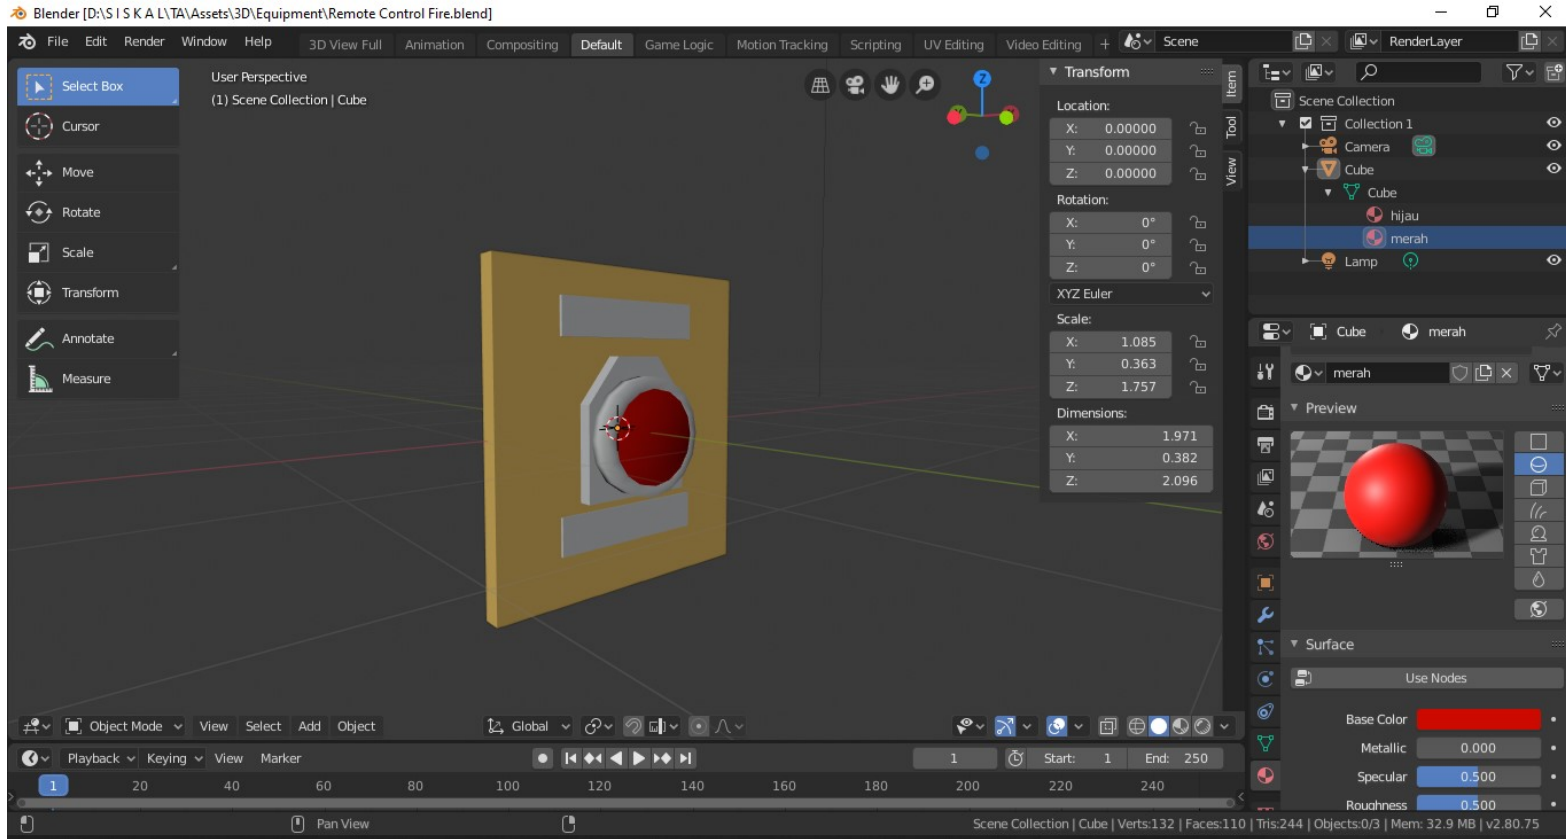 Blender [D:\S I S K A L\TA\Assets\3D\Equipment\Remote Control Fire.blend]
File Edit Render Window Help 3D View Full Animation Compositing Default Game Logic Motion Tracking Scripting UV Editing Video Editing + Scene RenderLayer
Select Box
Cursor
Move
Rotate
Scale
Transform
Annotate
Measure
User Perspective
(1) Scene Collection | Cube
Z
Transform
Location:
X: 0.00000
Y: 0.00000
Z: 0.00000
Rotation:
X: 0°
Y: 0°
Z: 0°
XYZ Euler
Scale:
X: 1.085
Y: 0.363
Z: 1.757
Dimensions:
X: 1.971
Y: 0.382
Z: 2.096
Item
Tool
View
Scene Collection
Collection 1
Camera
Cube
Cube
hijau
merah
Lamp
Cube merah
merah
Preview
Surface
Use Nodes
Base Color
Metallic 0.000
Specular 0.500
Roughness 0.500
Object Mode View Select Add Object Global
Playback Keying View Marker 1 Start: 1 End: 250
1 20 40 60 80 100 120 140 160 180 200 220 240
Pan View
Scene Collection | Cube | Verts:132 | Faces:110 | Tris:244 | Objects:0/3 | Mem: 32.9 MB | v2.80.75